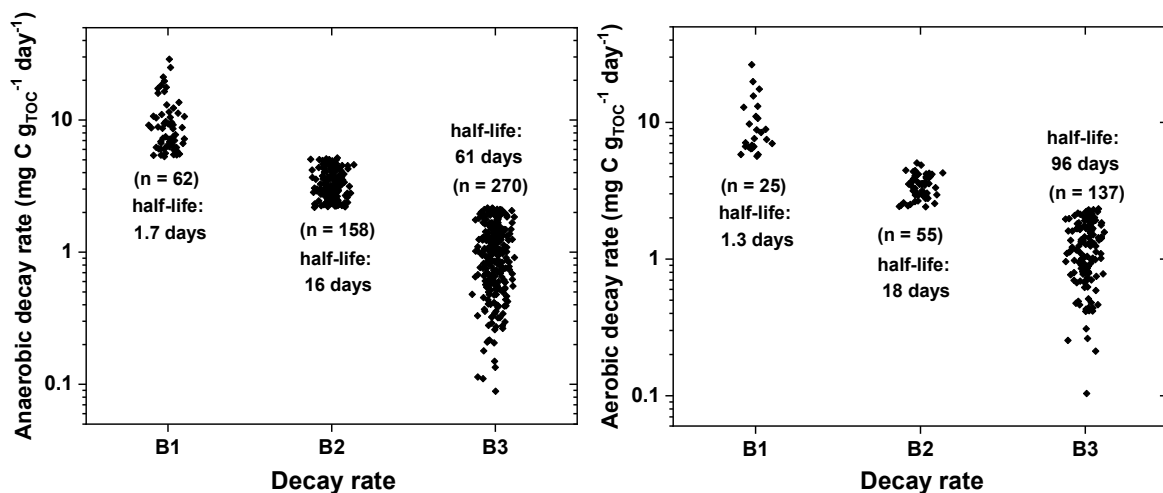 Anaerobic decay rate (mg C g_TOC^-1 day^-1)
10
1
0.1
(n = 62)
half-life:
1.7 days
(n = 158)
half-life:
16 days
half-life:
61 days
(n = 270)
B1 B2 B3
Decay rate
Aerobic decay rate (mg C g_TOC^-1 day^-1)
10
1
0.1
(n = 25)
half-life:
1.3 days
(n = 55)
half-life:
18 days
half-life:
96 days
(n = 137)
B1 B2 B3
Decay rate